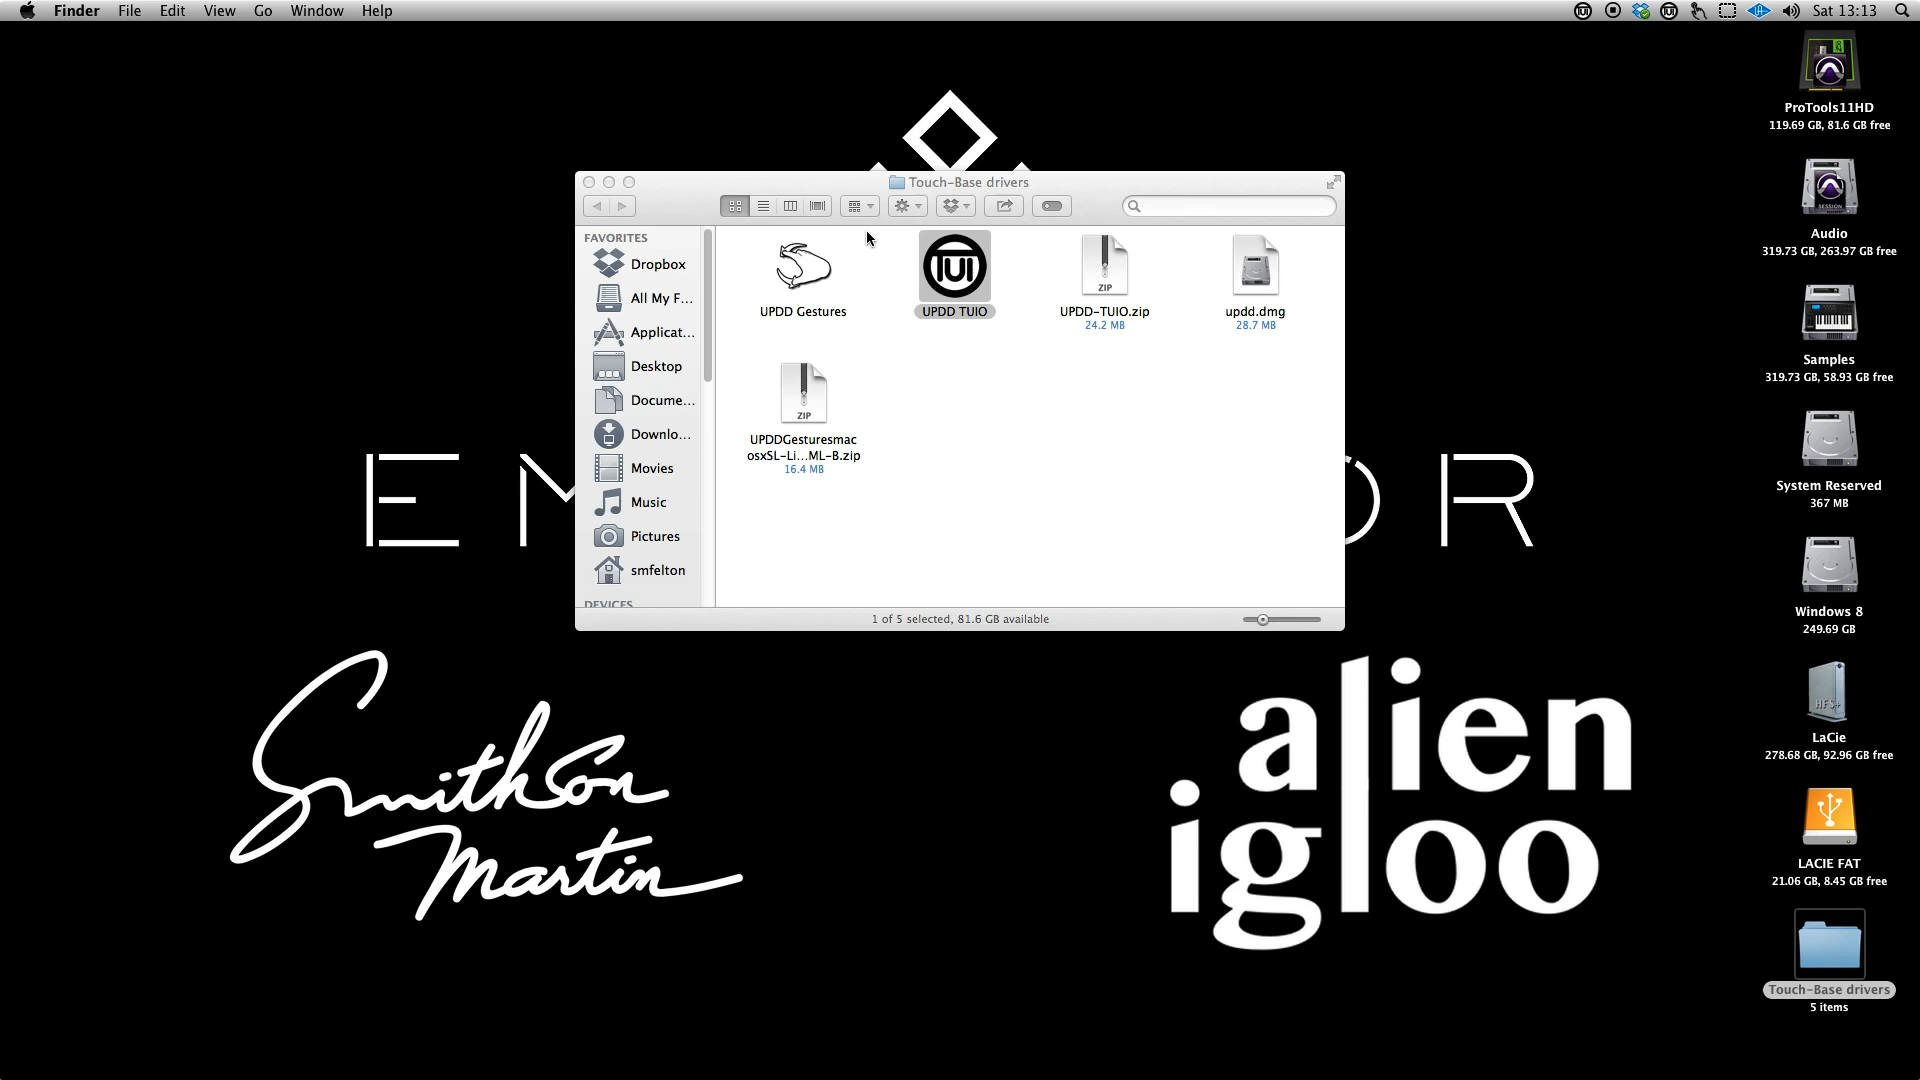 Finder File Edit View Go Window Help
Sat 13:13
Touch-Base drivers
FAVORITES
Dropbox
All My F...
Applicat...
Desktop
Docume...
Downlo...
Movies
Music
Pictures
smfelton
DEVICES
UPDD Gestures
TUI
UPDD TUIO
ZIP
UPDD-TUIO.zip
24.2 MB
updd.dmg
28.7 MB
ZIP
UPDDGesturesmac
osxSL-Li...ML-B.zip
16.4 MB
1 of 5 selected, 81.6 GB available
ProTools11HD
119.69 GB, 81.6 GB free
SESSION
Audio
319.73 GB, 263.97 GB free
Samples
319.73 GB, 58.93 GB free
System Reserved
367 MB
Windows 8
249.69 GB
HFS+
LaCie
278.68 GB, 92.96 GB free
LACIE FAT
21.06 GB, 8.45 GB free
Touch-Base drivers
5 items
Smithson
Martin
alien
igloo